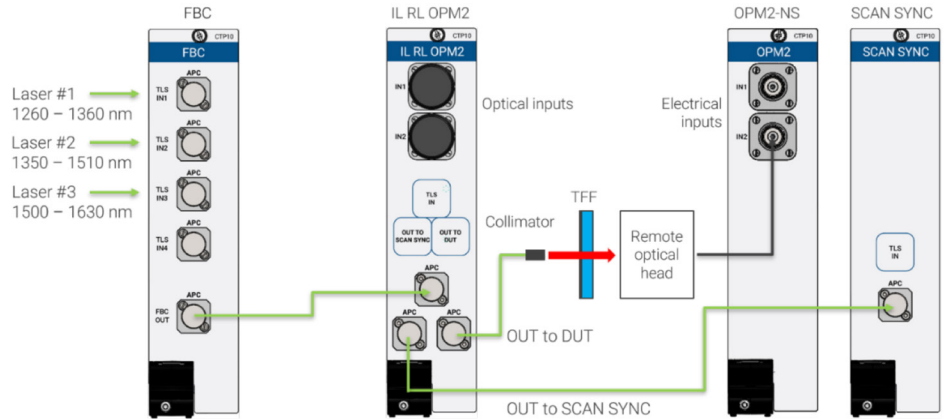 FBC
IL RL OPM2
OPM2-NS
SCAN SYNC
CTP10
FBC
Laser #1
1260 – 1360 nm
Laser #2
1350 – 1510 nm
Laser #3
1500 – 1630 nm
APC
TLS
IN1
APC
TLS
IN2
APC
TLS
IN3
APC
TLS
IN4
APC
FBC
OUT
CTP10
IL RL OPM2
IN1
IN2
Optical inputs
TLS
IN
OUT TO
SCAN SYNC
OUT TO
DUT
APC
APC
APC
Collimator
TFF
Remote
optical
head
OUT to DUT
OUT to SCAN SYNC
CTP10
OPM2
IN1
IN2
Electrical
inputs
CTP10
SCAN SYNC
TLS
IN
APC